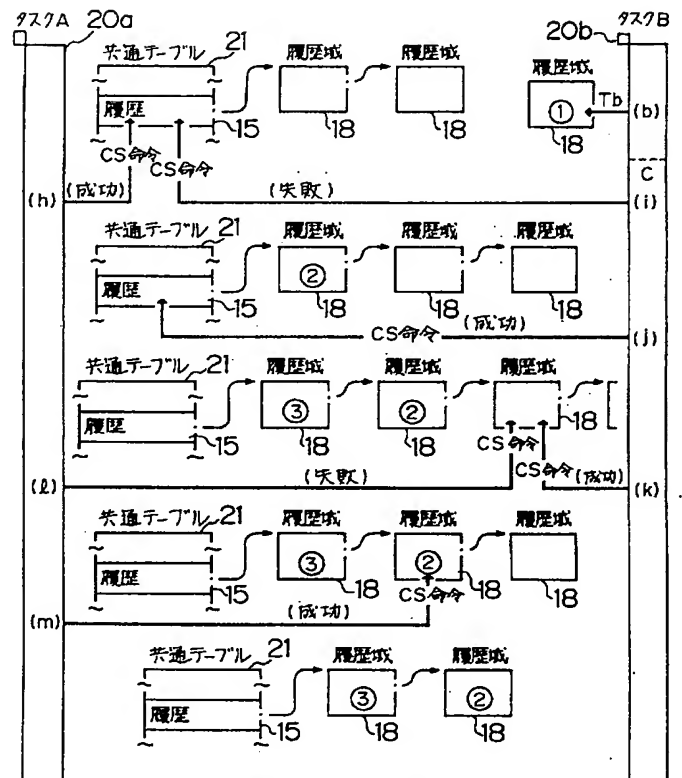 タスクA 20a 20b タスクB
共通テーブル 21 履歴域 履歴域 履歴域
履歴 15 18 18 ① Tb (b)
18
CS命令 CS命令 C
(h) (成功) (失敗) (i)
共通テーブル 21 履歴域 履歴域 履歴域
履歴 15 ② 18 18 18
CS命令 (成功) (j)
共通テーブル 21 履歴域 履歴域 履歴域 履歴域
履歴 15 ③ 18 ② 18 18
CS命令 CS命令
(ℓ) (失敗) (成功) (k)
共通テーブル 21 履歴域 履歴域 履歴域
履歴 15 ③ 18 ② 18 18
CS命令
(m) (成功)
共通テーブル 21 履歴域 履歴域
履歴 15 ③ 18 ② 18